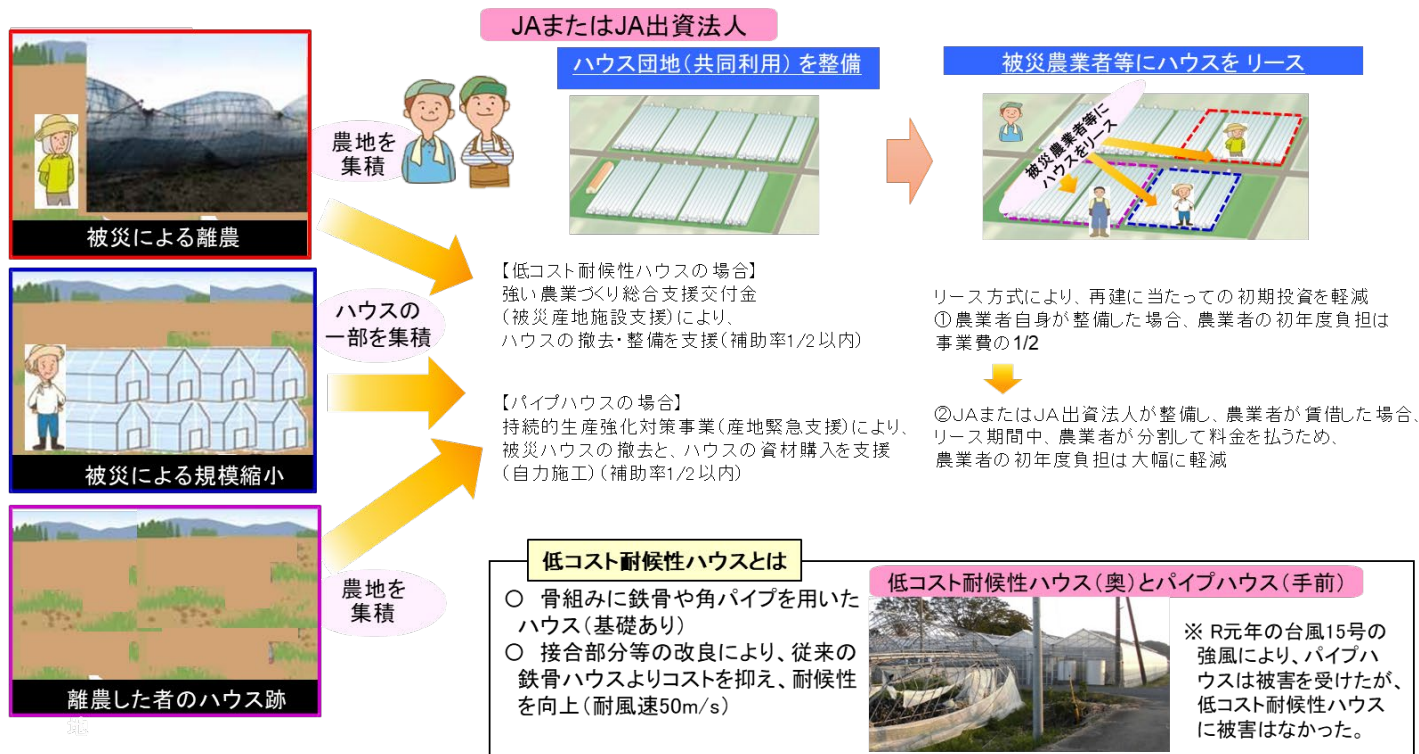 JAまたはJA出資法人
ハウス団地(共同利用)を整備
被災農業者等にハウスをリース
農地を
集積
被災による離農
ハウスの
一部を集積
被災による規模縮小
農地を
集積
離農した者のハウス跡
被災農業者等に
ハウスをリース
【低コスト耐候性ハウスの場合】
強い農業づくり総合支援交付金
(被災産地施設支援)により、
ハウスの撤去・整備を支援(補助率1/2以内)
【パイプハウスの場合】
持続的生産強化対策事業(産地緊急支援)により、
被災ハウスの撤去と、ハウスの資材購入を支援
(自力施工)(補助率1/2以内)
リース方式により、再建に当たっての初期投資を軽減
①農業者自身が整備した場合、農業者の初年度負担は
事業費の1/2
②JAまたはJA出資法人が整備し、農業者が賃借した場合、
リース期間中、農業者が分割して料金を払うため、
農業者の初年度負担は大幅に軽減
低コスト耐候性ハウスとは
○ 骨組みに鉄骨や角パイプを用いた
ハウス(基礎あり)
○ 接合部分等の改良により、従来の
鉄骨ハウスよりコストを抑え、耐候性
を向上(耐風速50m/s)
低コスト耐候性ハウス(奥)とパイプハウス(手前)
※ R元年の台風15号の
強風により、パイプハ
ウスは被害を受けたが、
低コスト耐候性ハウス
に被害はなかった。